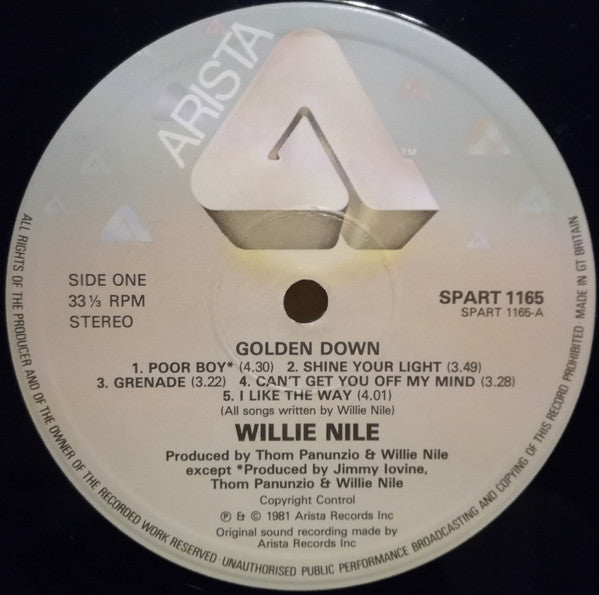 ARISTA
TM
SIDE ONE
33⅓ RPM
STEREO
SPART 1165
SPART 1165-A
GOLDEN DOWN
1. POOR BOY* (4.30) 2. SHINE YOUR LIGHT (3.49)
3. GRENADE (3.22) 4. CAN'T GET YOU OFF MY MIND (3.28)
5. I LIKE THE WAY (4.01)
(All songs written by Willie Nile)
WILLIE NILE
Produced by Thom Panunzio & Willie Nile
except *Produced by Jimmy Iovine,
Thom Panunzio & Willie Nile
Copyright Control
℗ & © 1981 Arista Records Inc
Original sound recording made by
Arista Records Inc
ALL RIGHTS OF THE PRODUCER AND OF THE OWNER OF THE RECORDED WORK RESERVED · UNAUTHORISED PUBLIC PERFORMANCE BROADCASTING AND COPYING OF THIS RECORD PROHIBITED · MADE IN GT BRITAIN